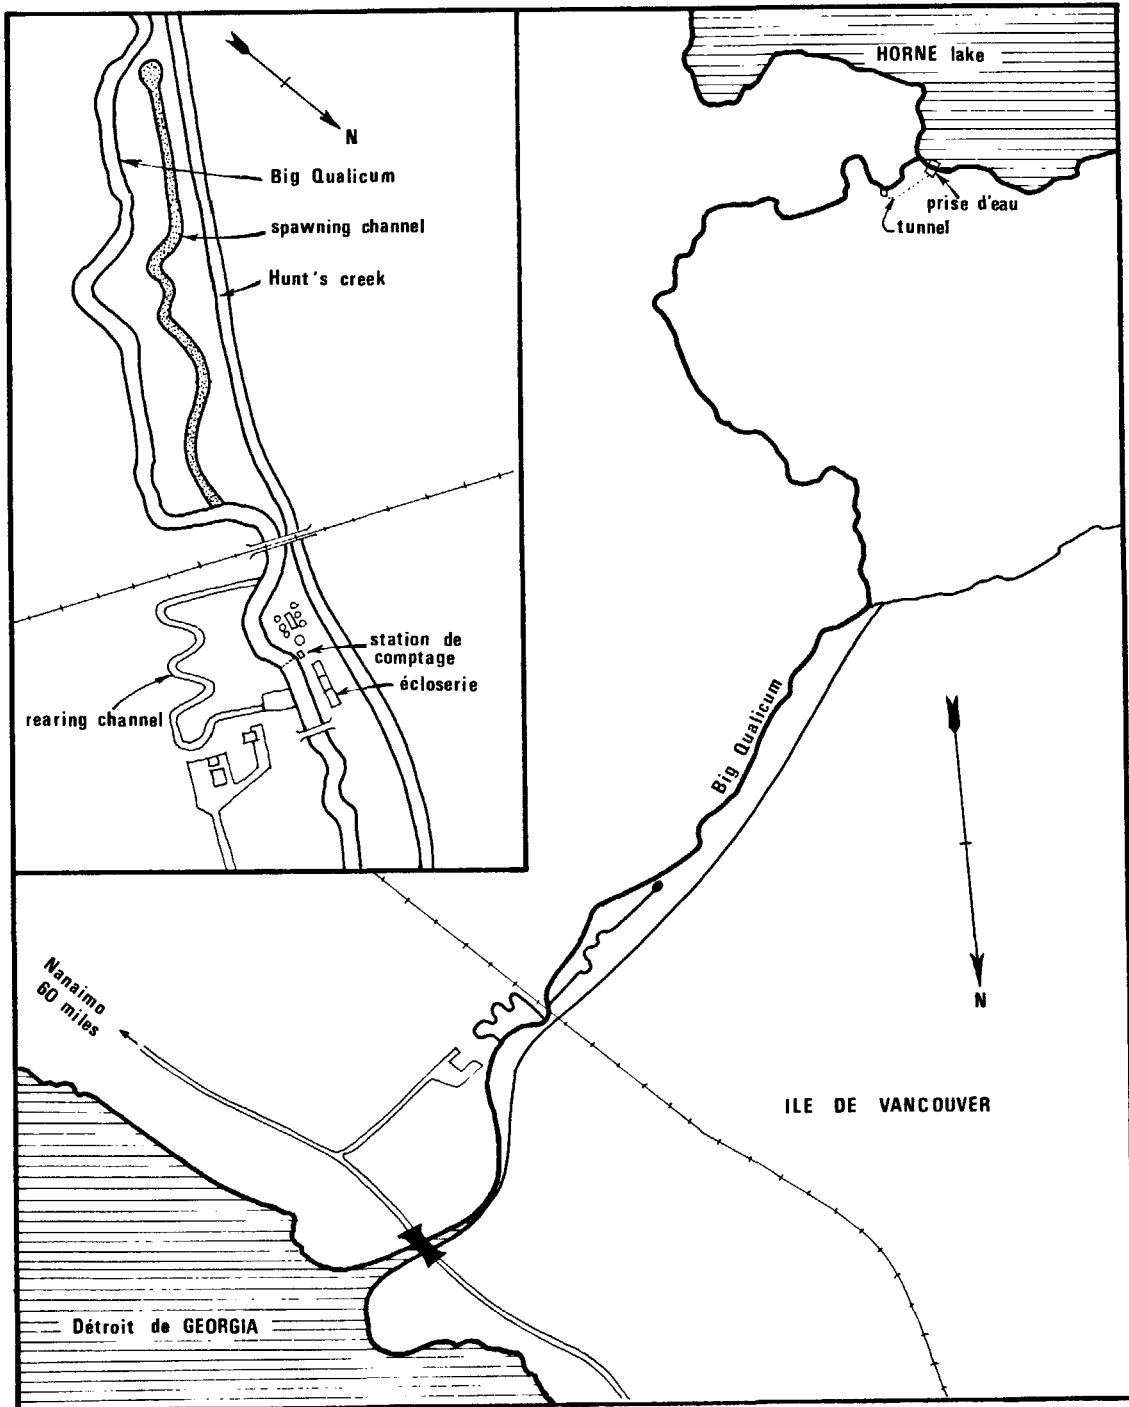 N
Big Qualicum
spawning channel
Hunt's creek
station de
comptage
écloserie
rearing channel
HORNE lake
prise d'eau
tunnel
Big Qualicum
N
Nanaimo
60 miles
ILE DE VANCOUVER
Détroit de GEORGIA